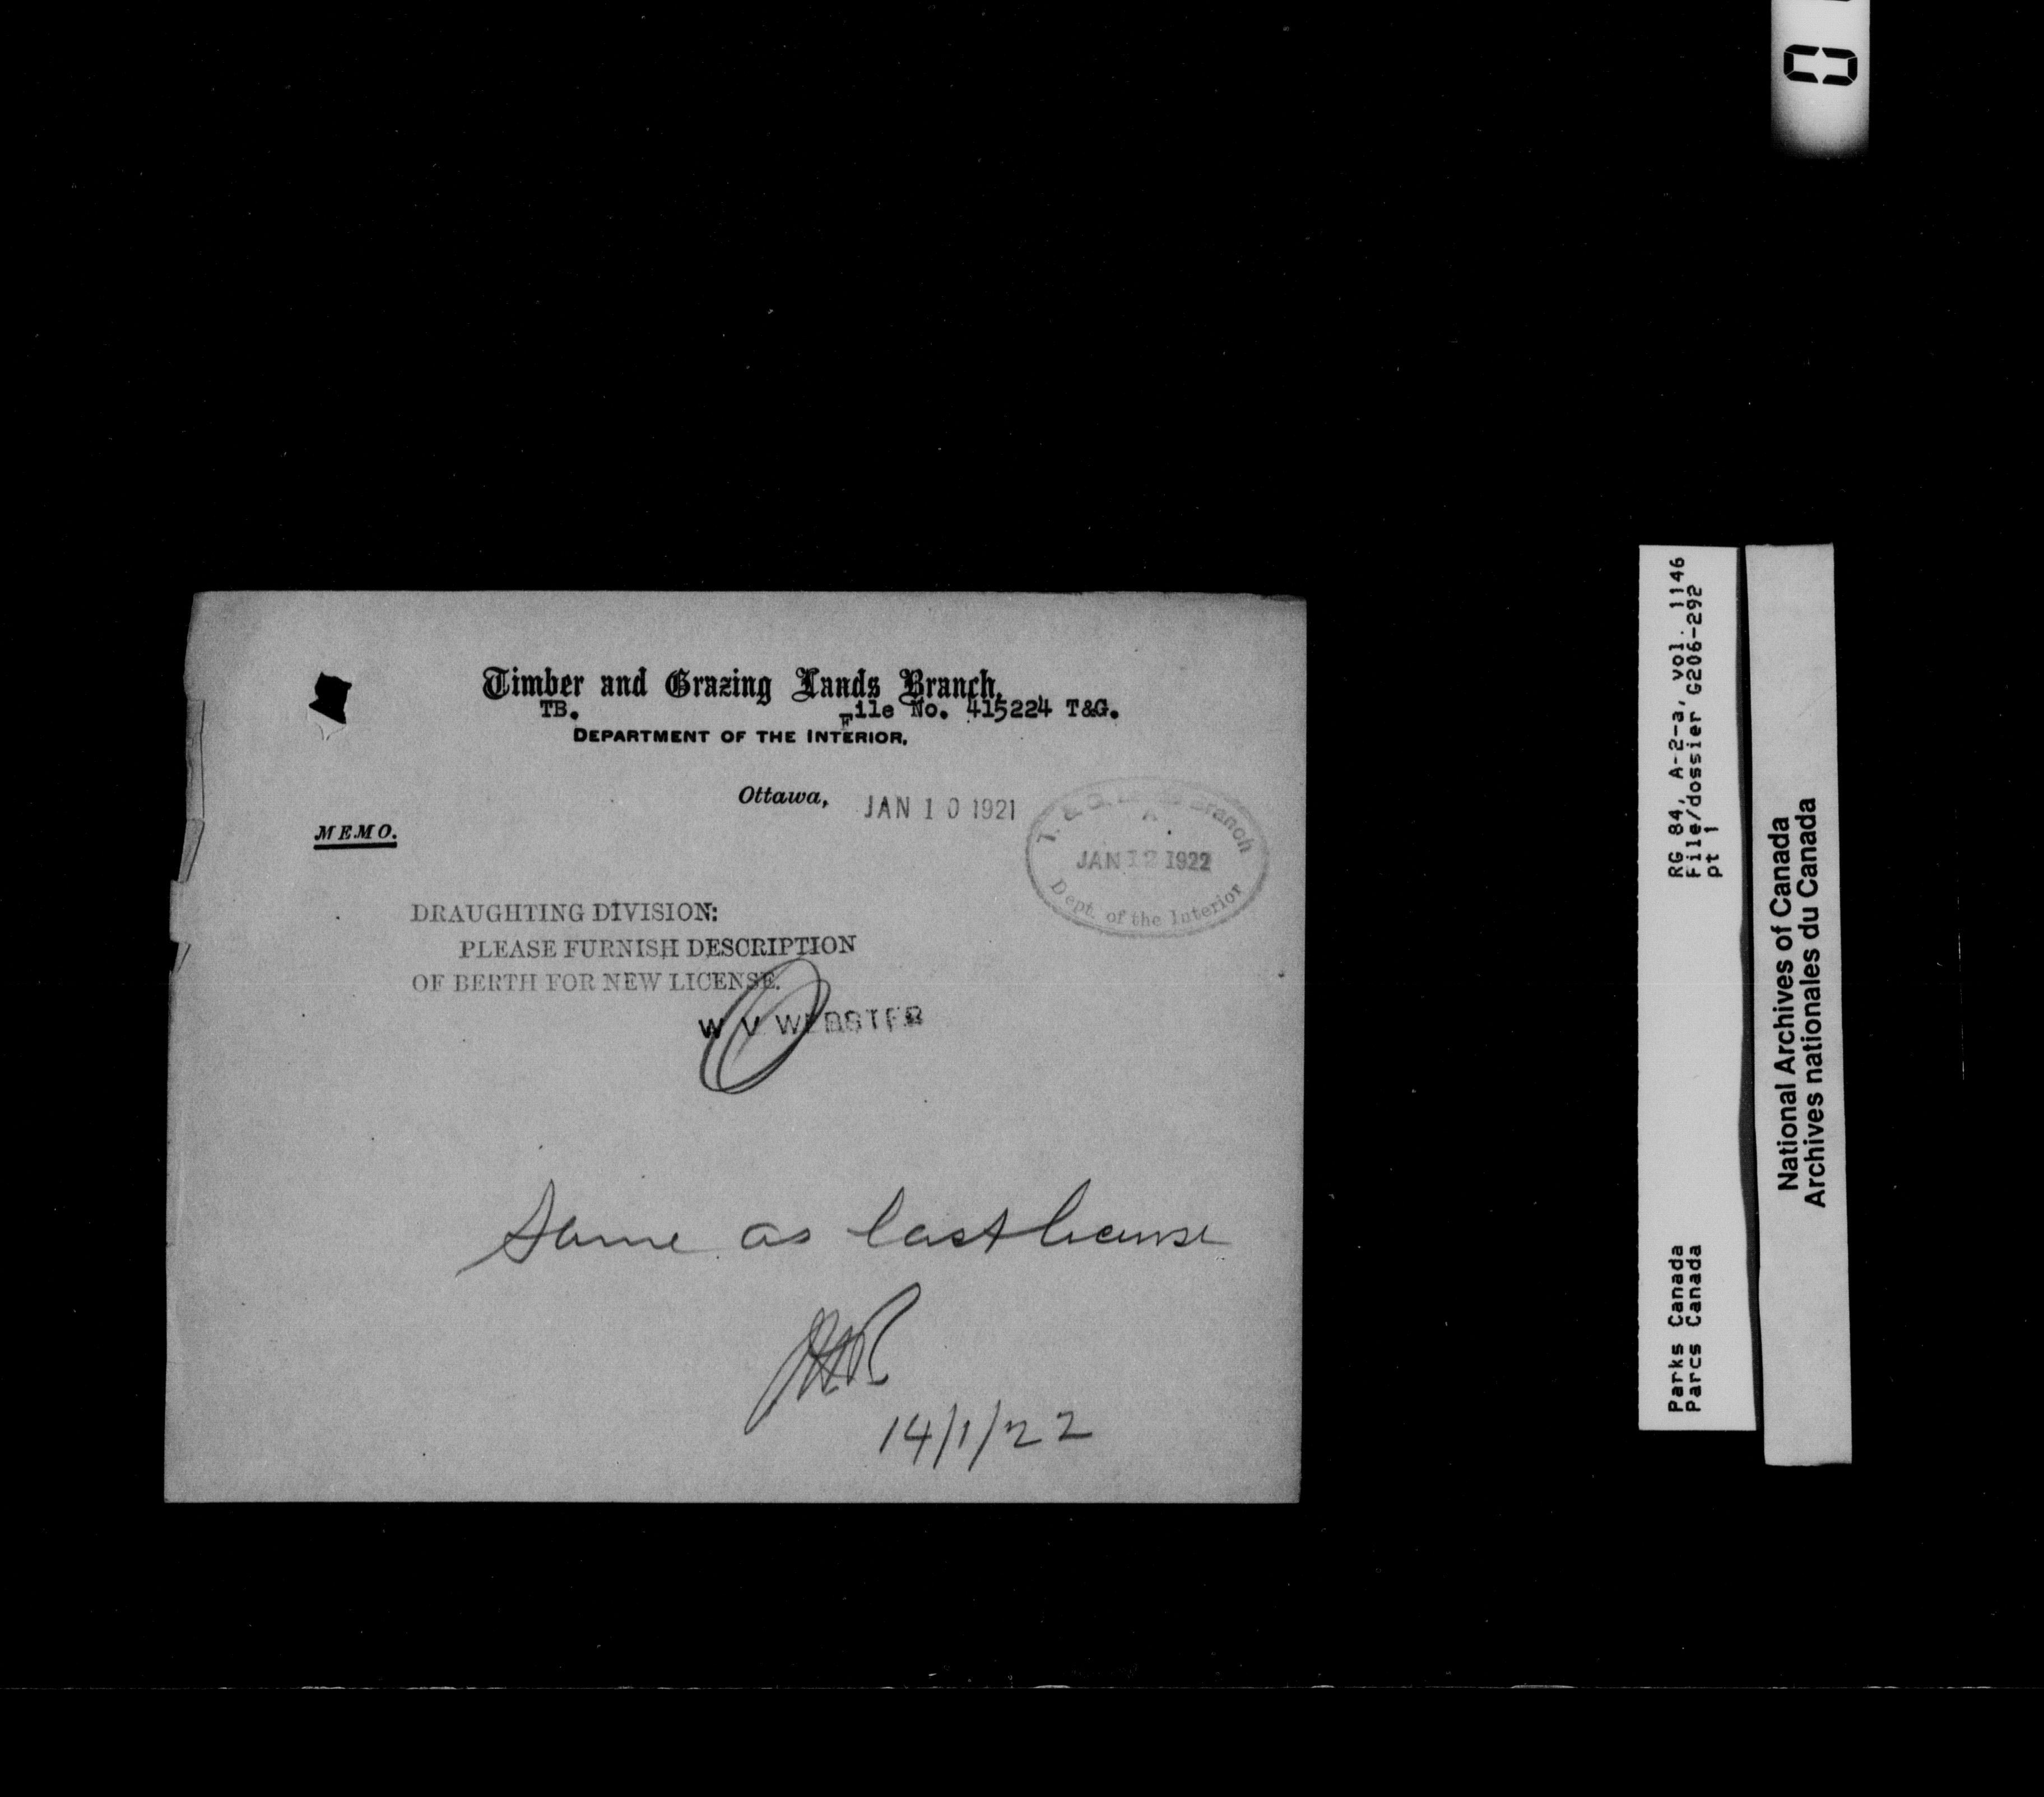 Timber and Grazing Lands Branch,
TB. File No. 415224 T&G.
DEPARTMENT OF THE INTERIOR,
Ottawa, JAN 10 1921
MEMO.
T. & G. Lands Branch
A
JAN 12 1922
Dept. of the Interior
DRAUGHTING DIVISION:
PLEASE FURNISH DESCRIPTION
OF BERTH FOR NEW LICENSE.
W V WEBSTER
Same as last license
14/1/22
RG 84, A-2-a, vol. 1146
File/dossier G206-292
pt 1
Parks Canada
Parcs Canada
National Archives of Canada
Archives nationales du Canada
0